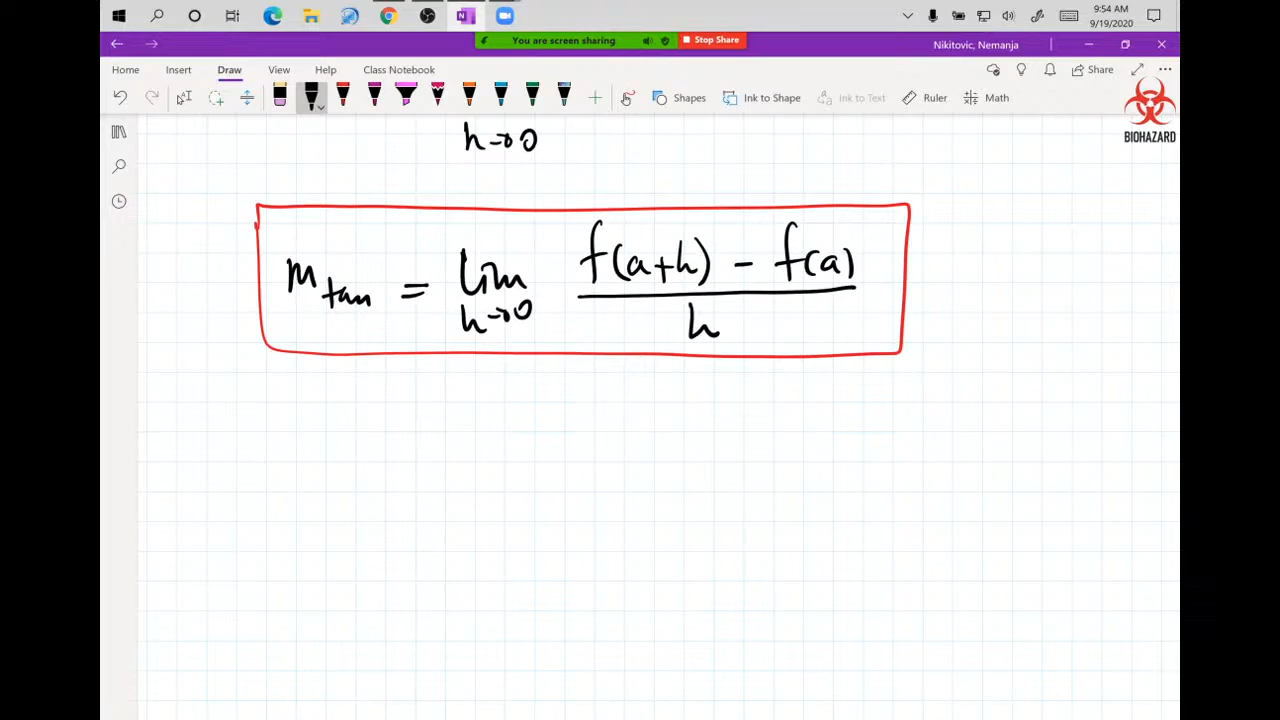 9:54 AM
9/19/2020
You are screen sharing
Stop Share
Nikitovic, Nemanja
Home Insert Draw View Help Class Notebook Share
Shapes Ink to Shape Ink to Text Ruler Math
BIOHAZARD
h→0
m_tan = lim_{h→0} \frac{f(a+h) - f(a)}{h}